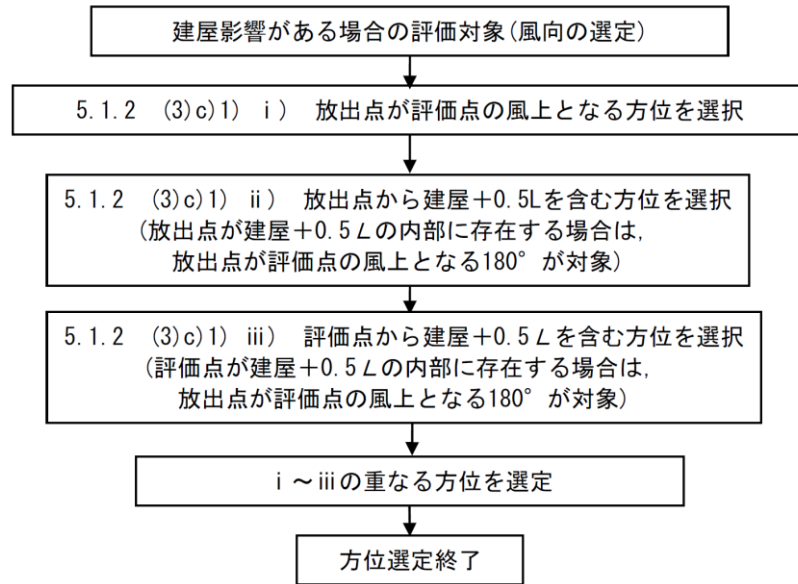 建屋影響がある場合の評価対象(風向の選定)
5.1.2 (3)c)1) ⅰ) 放出点が評価点の風上となる方位を選択
5.1.2 (3)c)1) ⅱ) 放出点から建屋+0.5Lを含む方位を選択
(放出点が建屋+0.5Lの内部に存在する場合は,
放出点が評価点の風上となる180°が対象)
5.1.2 (3)c)1) ⅲ) 評価点から建屋+0.5Lを含む方位を選択
(評価点が建屋+0.5Lの内部に存在する場合は,
放出点が評価点の風上となる180°が対象)
ⅰ~ⅲの重なる方位を選定
方位選定終了